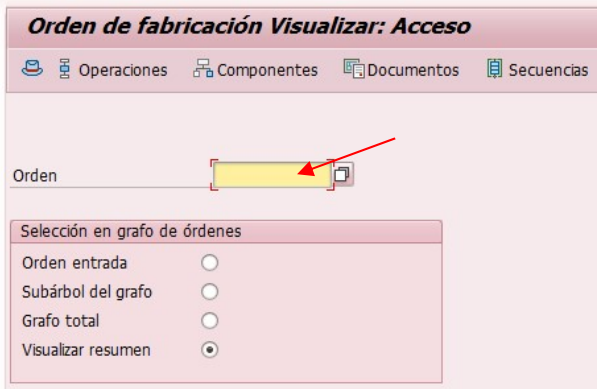 Orden de fabricación Visualizar: Acceso
Operaciones Componentes Documentos Secuencias
Orden
Selección en grafo de órdenes
Orden entrada
Subárbol del grafo
Grafo total
Visualizar resumen